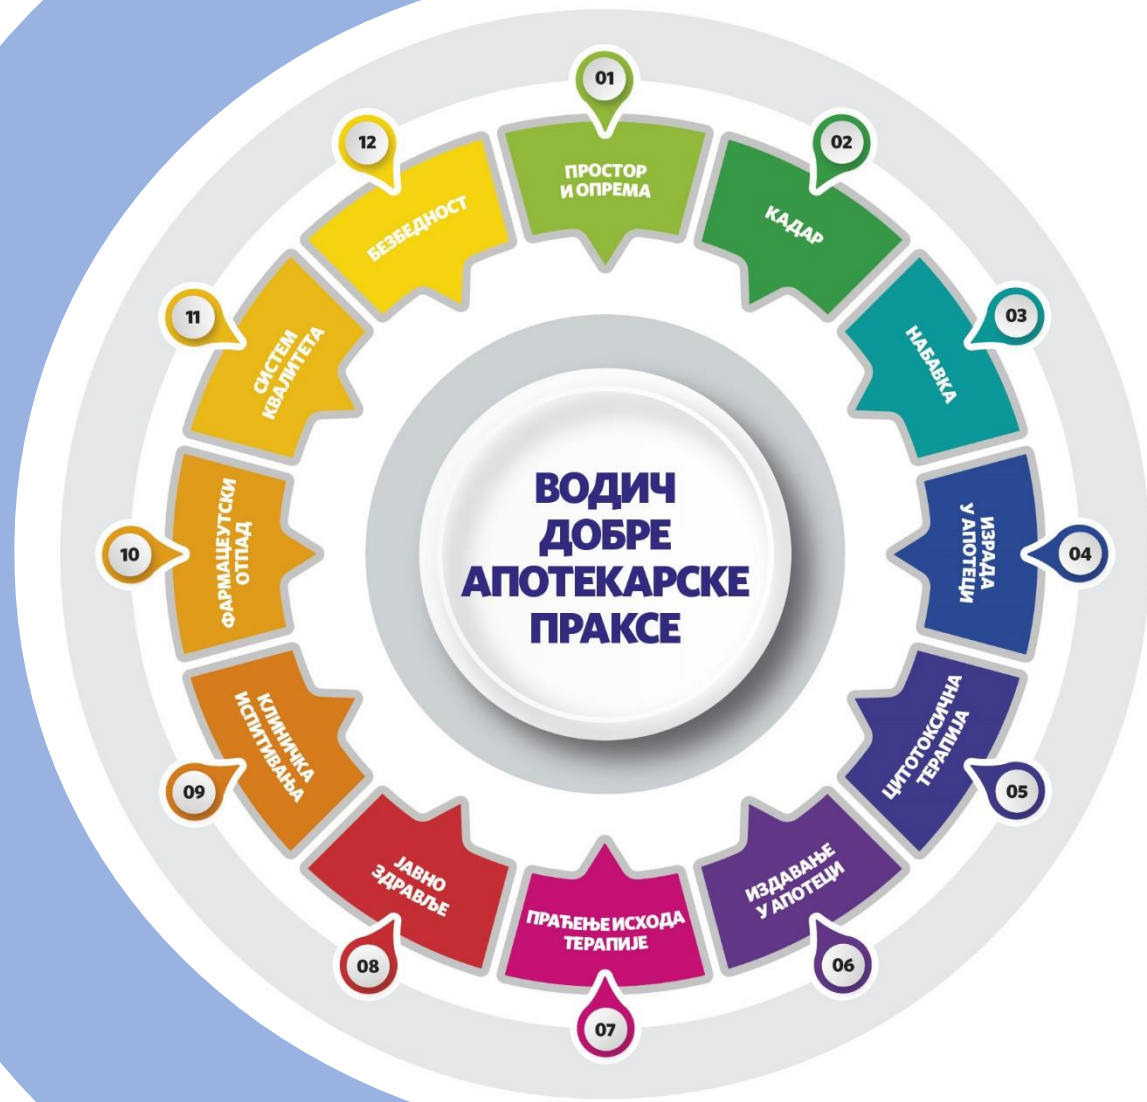 ВОДИЧ
ДОБРЕ
АПОТЕКАРСКЕ
ПРАКСЕ
01
ПРОСТОР
И ОПРЕМА
02
КАДАР
03
НАБАВКА
04
ИЗРАДА
У АПОТЕЦИ
05
ЦИТОТОКСИЧНА
ТЕРАПИЈА
06
ИЗДАВАЊЕ
У АПОТЕЦИ
07
ПРАЋЕЊЕ ИСХОДА
ТЕРАПИЈЕ
08
ЈАВНО
ЗДРАВЉЕ
09
КЛИНИЧКА
ИСПИТИВАЊА
10
ФАРМАЦЕУТСКИ
ОТПАД
11
СИСТЕМ
КВАЛИТЕТА
12
БЕЗБЕДНОСТ